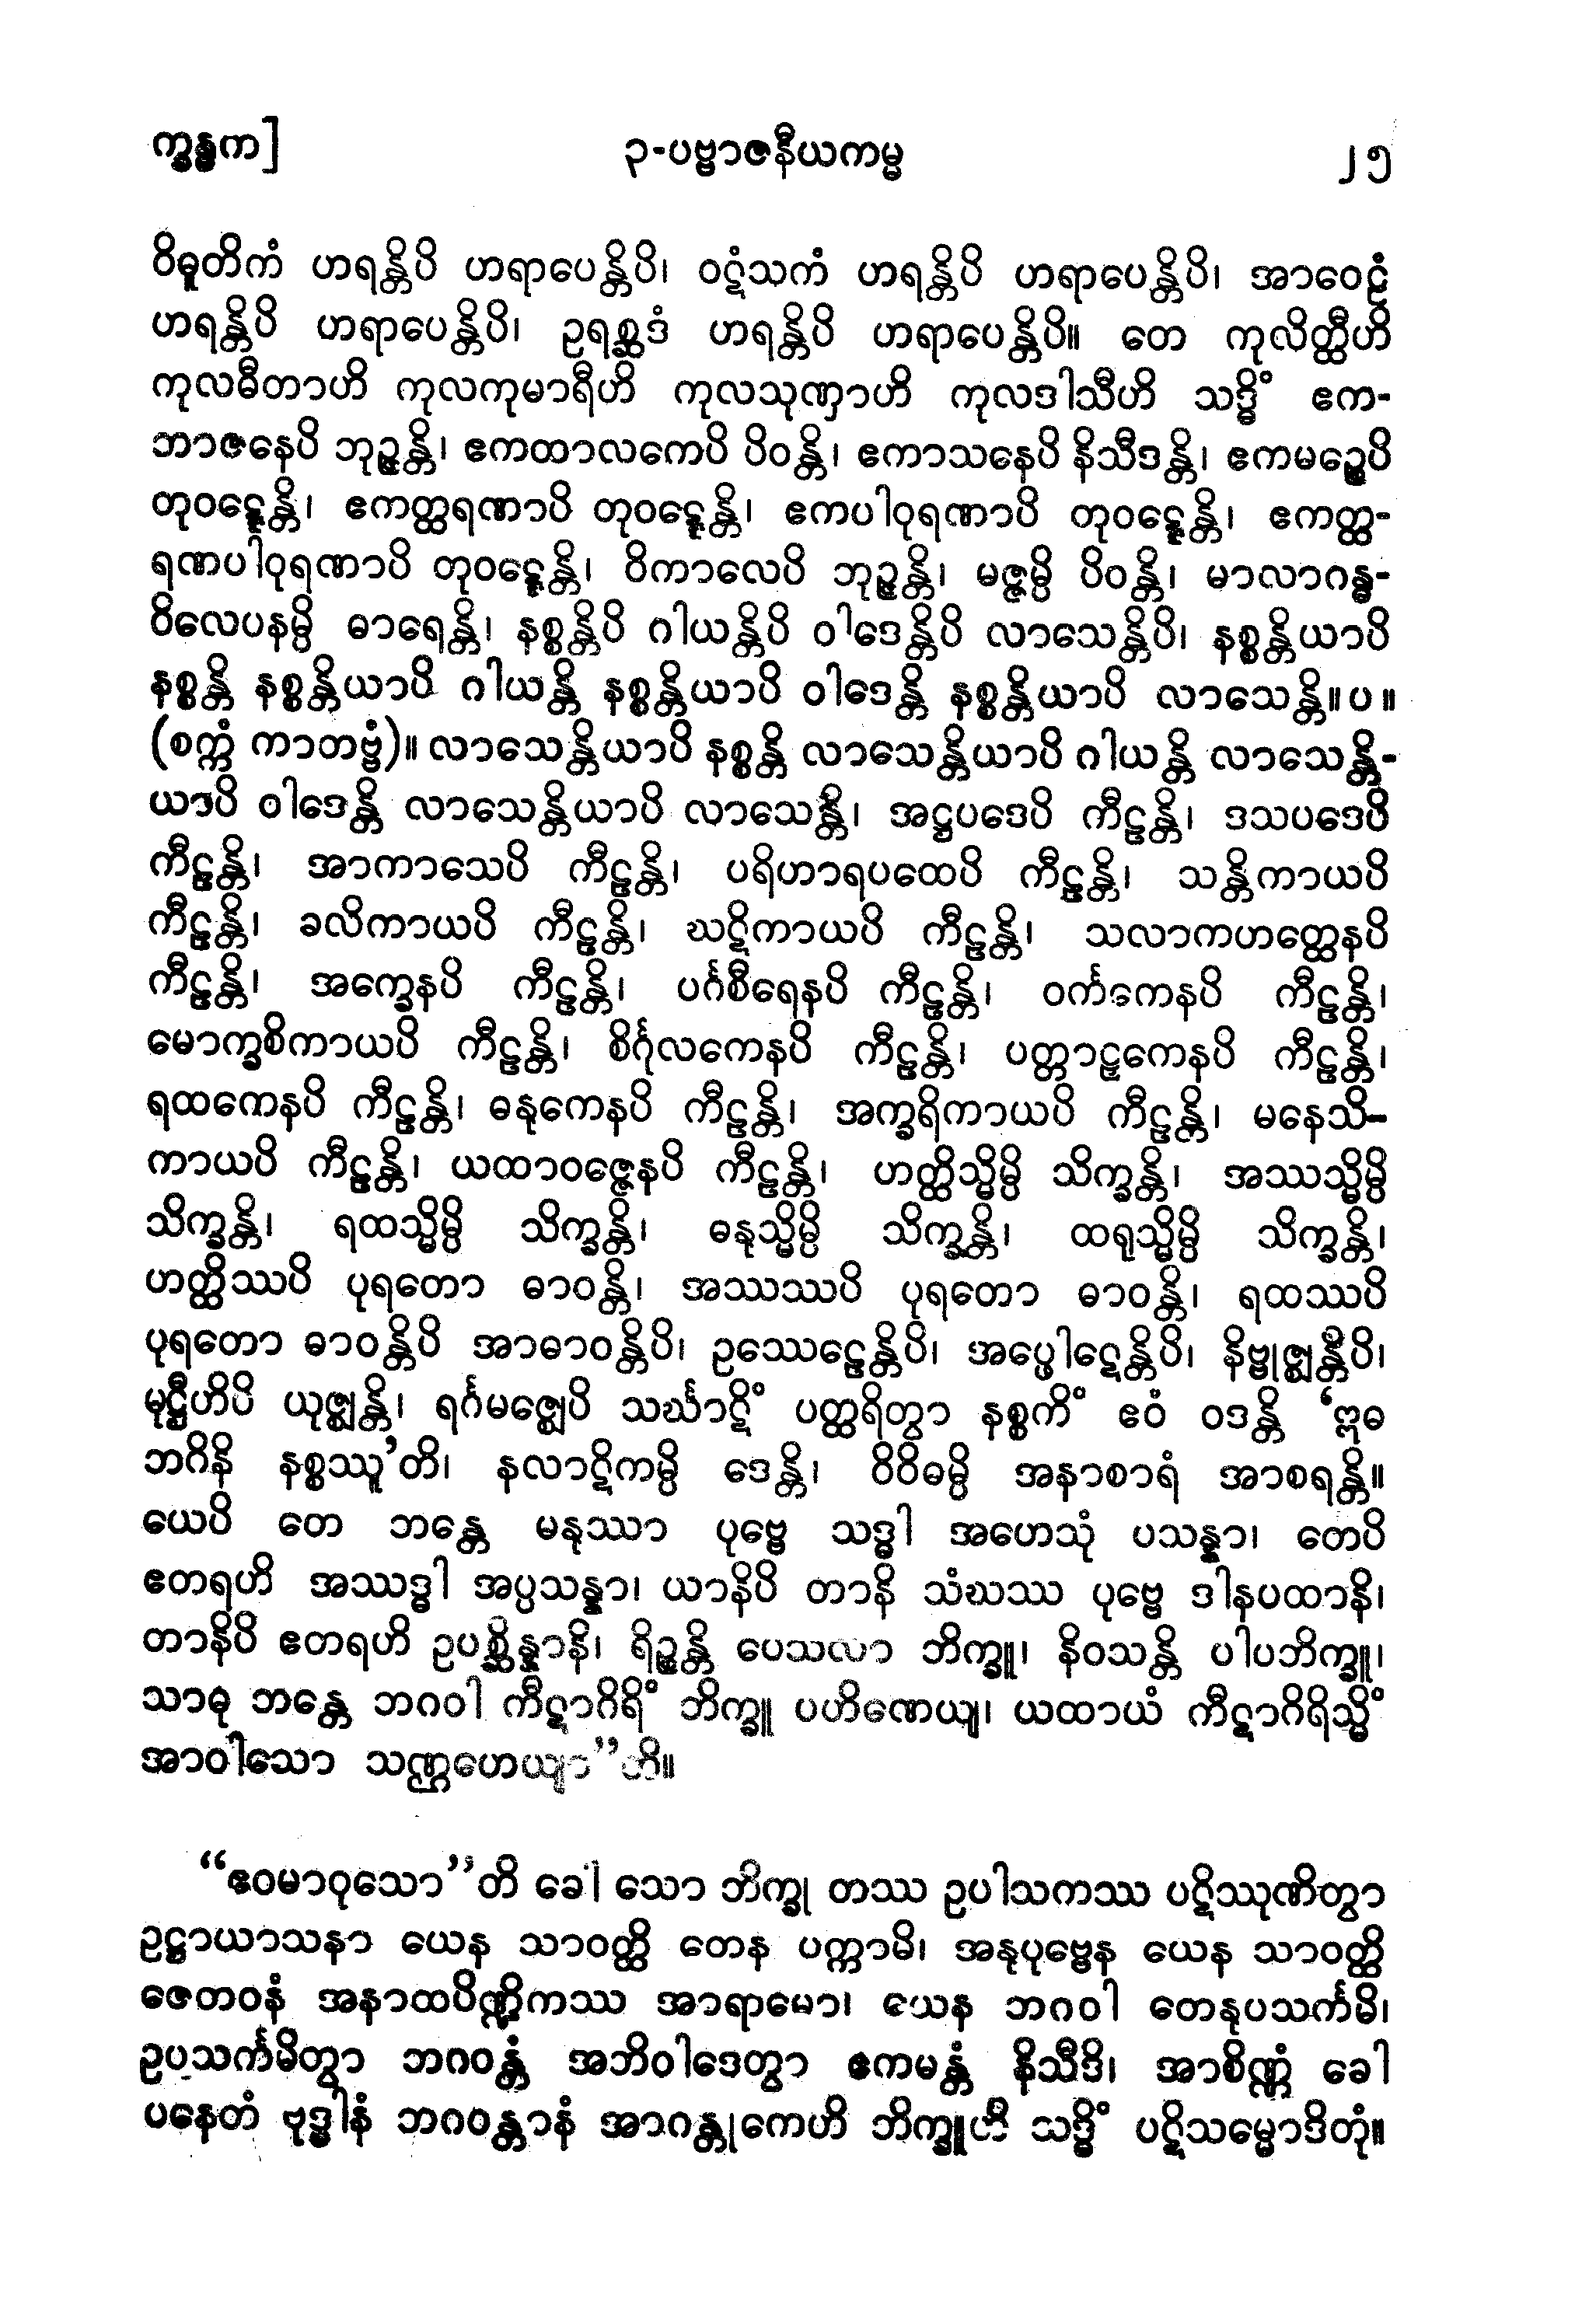 က္ခန္ဓက] ၃-ပဗ္ဗာဇနီယကမ္မ ၂၅
ဝိဓူတိကံ ဟရန္တိပိ ဟရာပေန္တိပိ၊ ဝဋံသကံ ဟရန္တိပိ ဟရာပေန္တိပိ၊ အာဝေဠံ
ဟရန္တိပိ ဟရာပေန္တိပိ၊ ဥရစ္ဆဒံ ဟရန္တိပိ ဟရာပေန္တိပိ။ တေ ကုလိတ္ထီဟိ
ကုလဓီတာဟိ ကုလကုမာရီဟိ ကုလသုဏှာဟိ ကုလဒါသီဟိ သဒ္ဓိံ ဧက-
ဘာဇနေပိ ဘုဉ္ဇန္တိ၊ ဧကထာလကေပိ ပိဝန္တိ၊ ဧကာသနေပိ နိသီဒန္တိ၊ ဧကမဉ္စေပိ
တုဝဋ္ဋေန္တိ၊ ဧကတ္ထရဏာပိ တုဝဋ္ဋေန္တိ၊ ဧကပါဝုရဏာပိ တုဝဋ္ဋေန္တိ၊ ဧကတ္ထ-
ရဏပါဝုရဏာပိ တုဝဋ္ဋေန္တိ၊ ဝိကာလေပိ ဘုဉ္ဇန္တိ၊ မဇ္ဇမ္ပိ ပိဝန္တိ၊ မာလာဂန္ဓ-
ဝိလေပနမ္ပိ ဓာရေန္တိ၊ နစ္စန္တိပိ ဂါယန္တိပိ ဝါဒေန္တိပိ လာသေန္တိပိ၊ နစ္စန္တိယာပိ
နစ္စန္တိ နစ္စန္တိယာပိ ဂါယန္တိ နစ္စန္တိယာပိ ဝါဒေန္တိ နစ္စန္တိယာပိ လာသေန္တိ။ပ။
(စက္ကံ ကာတဗ္ဗံ)။ လာသေန္တိယာပိ နစ္စန္တိ လာသေန္တိယာပိ ဂါယန္တိ လာသေန္တိ-
ယာပိ ဝါဒေန္တိ လာသေန္တိယာပိ လာသေန္တိ၊ အဋ္ဌပဒေပိ ကီဠန္တိ၊ ဒသပဒေပိ
ကီဠန္တိ၊ အာကာသေပိ ကီဠန္တိ၊ ပရိဟာရပထေပိ ကီဠန္တိ၊ သန္တိကာယပိ
ကီဠန္တိ၊ ခလိကာယပိ ကီဠန္တိ၊ ဃဋိကာယပိ ကီဠန္တိ၊ သလာကဟတ္ထေနပိ
ကီဠန္တိ၊ အက္ခေနပိ ကီဠန္တိ၊ ပင်္ဂစီရေနပိ ကီဠန္တိ၊ ဝင်္ကကေနပိ ကီဠန္တိ၊
မောက္ခစိကာယပိ ကီဠန္တိ၊ စိင်္ဂုလကေနပိ ကီဠန္တိ၊ ပတ္တာဠှကေနပိ ကီဠန္တိ၊
ရထကေနပိ ကီဠန္တိ၊ ဓနုကေနပိ ကီဠန္တိ၊ အက္ခရိကာယပိ ကီဠန္တိ၊ မနေသိ-
ကာယပိ ကီဠန္တိ၊ ယထာဝဇ္ဇေနပိ ကီဠန္တိ၊ ဟတ္ထိသ္မိမ္ပိ သိက္ခန္တိ၊ အဿသ္မိမ္ပိ
သိက္ခန္တိ၊ ရထသ္မိမ္ပိ သိက္ခန္တိ၊ ဓနုသ္မိမ္ပိ သိက္ခန္တိ၊ ထရုသ္မိမ္ပိ သိက္ခန္တိ၊
ဟတ္ထိဿပိ ပုရတော ဓာဝန္တိ၊ အဿဿပိ ပုရတော ဓာဝန္တိ၊ ရထဿပိ
ပုရတော ဓာဝန္တိပိ အာဓာဝန္တိပိ၊ ဥဿေဠေန္တိပိ၊ အပ္ဖေါဋေန္တိပိ၊ နိဗ္ဗုဇ္ဈန္တိပိ၊
မုဋ္ဌီဟိပိ ယုဇ္ဈန္တိ၊ ရင်္ဂမဇ္ဈေပိ သင်္ဃာဋိံ ပတ္ထရိတွာ နစ္စကိံ ဧဝံ ဝဒန္တိ ‘ဣဓ
ဘဂိနိ နစ္စဿူ’တိ၊ နလာဋိကမ္ပိ ဒေန္တိ၊ ဝိဝိဓမ္ပိ အနာစာရံ အာစရန္တိ။
ယေပိ တေ ဘန္တေ မနုဿာ ပုဗ္ဗေ သဒ္ဓါ အဟေသုံ ပသန္နာ၊ တေပိ
ဧတရဟိ အဿဒ္ဓါ အပ္ပသန္နာ၊ ယာနိပိ တာနိ သံဃဿ ပုဗ္ဗေ ဒါနပထာနိ၊
တာနိပိ ဧတရဟိ ဥပစ္ဆိန္နာနိ၊ ရိဉ္စန္တိ ပေသလာ ဘိက္ခူ၊ နိဝသန္တိ ပါပဘိက္ခူ၊
သာဓု ဘန္တေ ဘဂဝါ ကီဋာဂိရိံ ဘိက္ခူ ပဟိဏေယျ၊ ယထာယံ ကီဋာဂိရိသ္မိံ
အာဝါသော သဏ္ဌဟေယျာ”တိ။
“ဧဝမာဝုသော”တိ ခေါ သော ဘိက္ခု တဿ ဥပါသကဿ ပဋိဿုဏိတွာ
ဥဋ္ဌာယာသနာ ယေန သာဝတ္ထိ တေန ပက္ကာမိ၊ အနုပုဗ္ဗေန ယေန သာဝတ္ထိ
ဇေတဝနံ အနာထပိဏ္ဍိကဿ အာရာမော၊ ယေန ဘဂဝါ တေနုပသင်္ကမိ၊
ဥပသင်္ကမိတွာ ဘဂဝန္တံ အဘိဝါဒေတွာ ဧကမန္တံ နိသီဒိ၊ အာစိဏ္ဏံ ခေါ
ပနေတံ ဗုဒ္ဓါနံ ဘဂဝန္တာနံ အာဂန္တုကေဟိ ဘိက္ခူဟိ သဒ္ဓိံ ပဋိသမ္မောဒိတုံ။